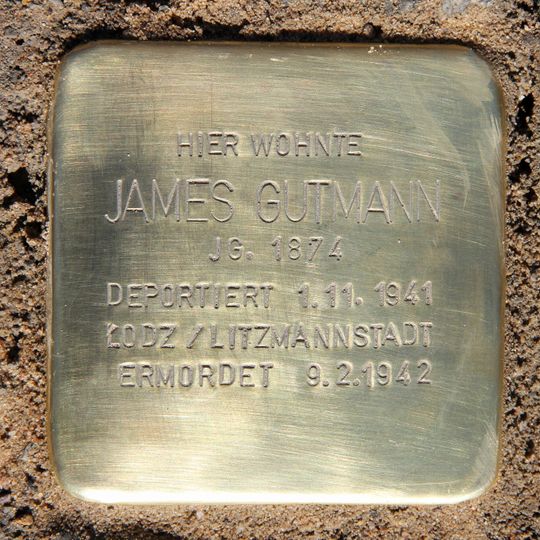 HIER WOHNTE
JAMES GUTMANN
JG. 1874
DEPORTIERT 1.11.1941
ŁODZ / LITZMANNSTADT
ERMORDET 9.2.1942